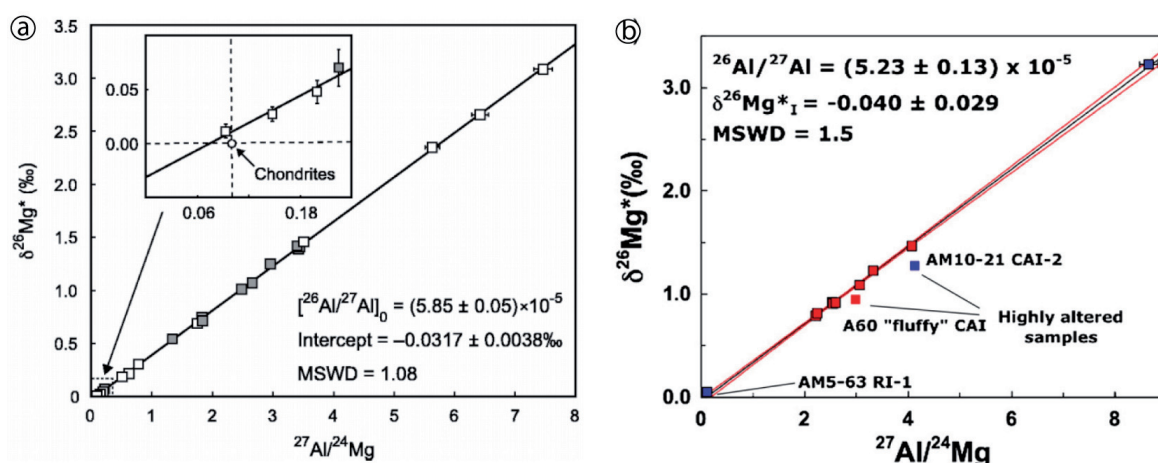 ⓐ
3.5
3.0
2.5
2.0
1.5
1.0
0.5
0
δ²⁶Mg* (‰)
0.05
0.00
0.06
0.18
Chondrites
[²⁶Al/²⁷Al]₀ = (5.85 ± 0.05)×10⁻⁵
Intercept = –0.0317 ± 0.0038‰
MSWD = 1.08
0 1 2 3 4 5 6 7 8
²⁷Al/²⁴Mg
ⓑ
²⁶Al/²⁷Al = (5.23 ± 0.13) x 10⁻⁵
δ²⁶Mg*I = -0.040 ± 0.029
MSWD = 1.5
3.0
2.0
1.0
0.0
δ²⁶Mg*(‰)
AM10-21 CAI-2
A60 "fluffy" CAI
Highly altered
samples
AM5-63 RI-1
0 2 4 6 8
²⁷Al/²⁴Mg